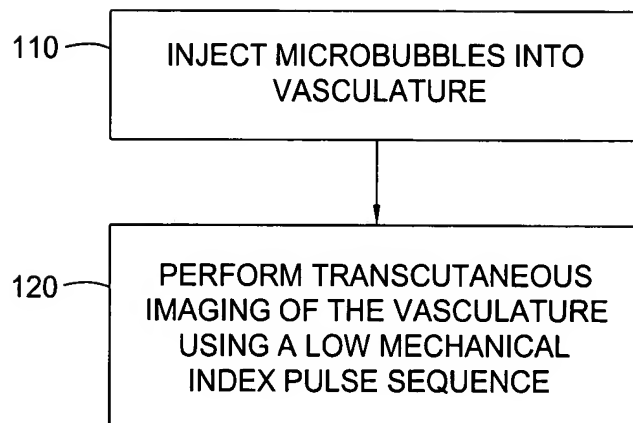 110
INJECT MICROBUBBLES INTO
VASCULATURE
120
PERFORM TRANSCUTANEOUS
IMAGING OF THE VASCULATURE
USING A LOW MECHANICAL
INDEX PULSE SEQUENCE